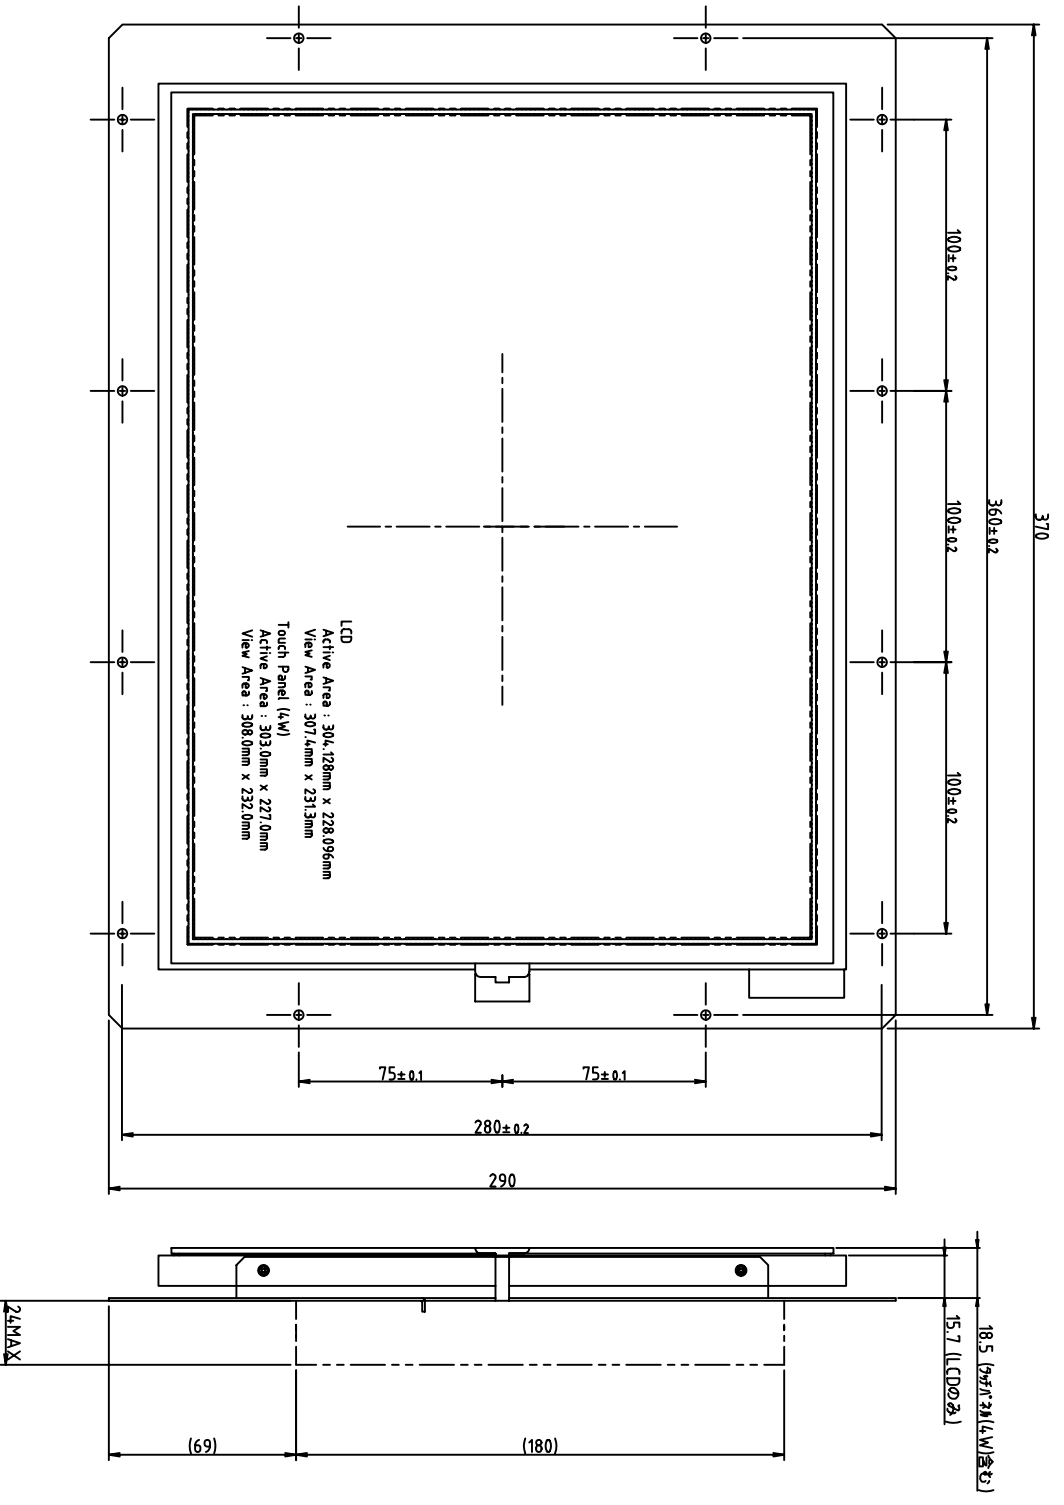 370
360±0.2
100±0.2
100±0.2
100±0.2
LCD
Active Area : 304.128mm x 228.096mm
View Area : 307.4mm x 231.3mm
Touch Panel (4W)
Active Area : 303.0mm x 227.0mm
View Area : 308.0mm x 232.0mm
75±0.1
75±0.1
280±0.2
290
18.5 (ﾀｯﾁﾊﾟﾈﾙ(4W)含む)
15.7 (LCDのみ)
24MAX
(69)
(180)